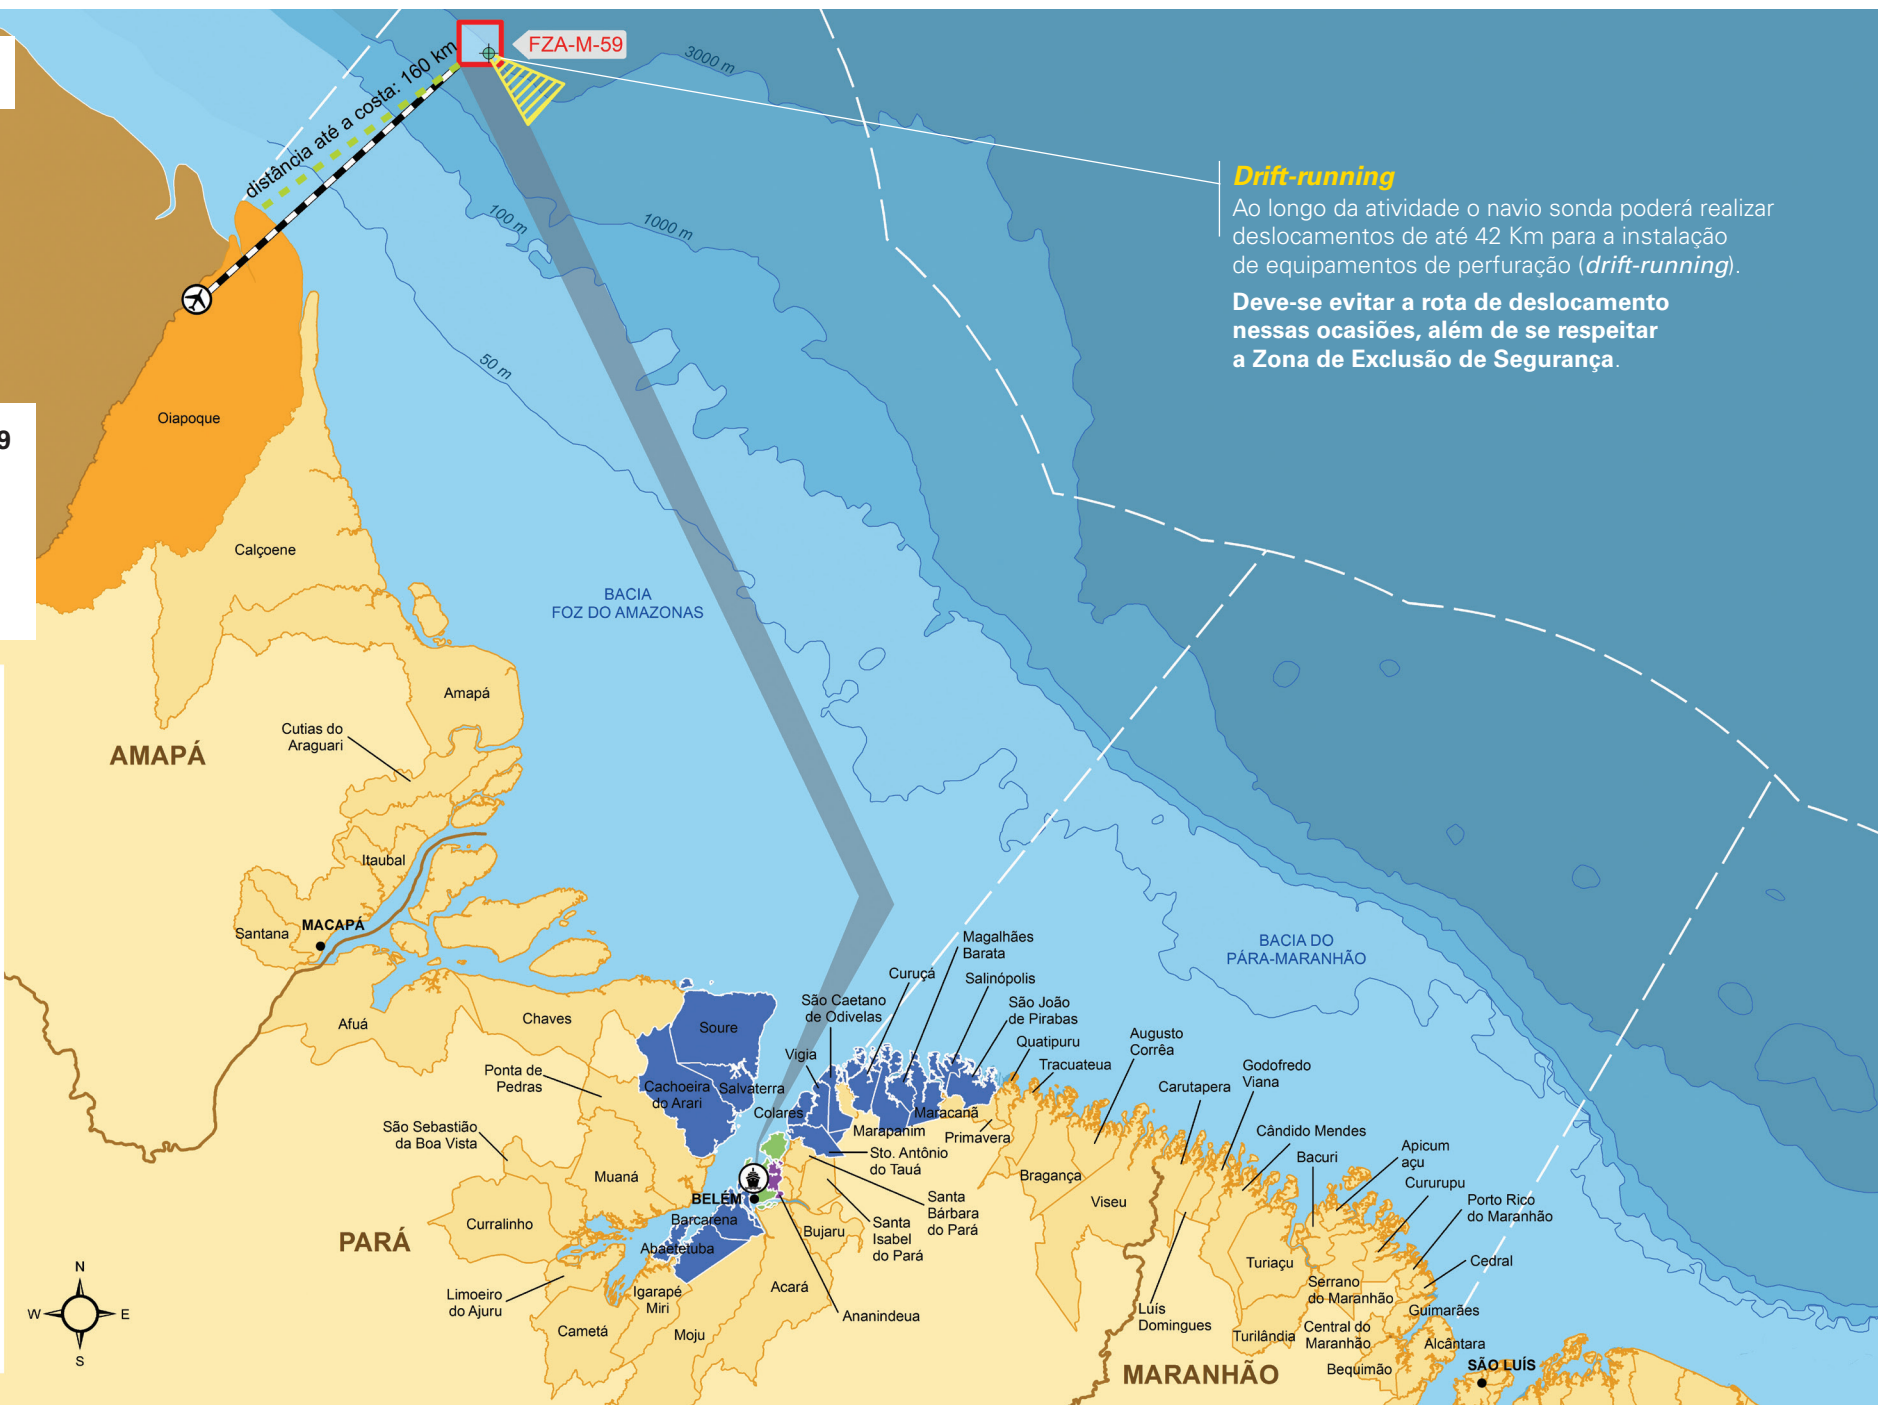 FZA-M-59
distância até a costa: 160 km
3000 m
100 m
1000 m
50 m
Drift-running
Ao longo da atividade o navio sonda poderá realizar
deslocamentos de até 42 Km para a instalação
de equipamentos de perfuração (drift-running).
Deve-se evitar a rota de deslocamento
nessas ocasiões, além de se respeitar
a Zona de Exclusão de Segurança.
9
Oiapoque
Calçoene
BACIA
FOZ DO AMAZONAS
Amapá
Cutias do
Araguari
AMAPÁ
Itaubal
MACAPÁ
Santana
Afuá
Chaves
Soure
Ponta de
Pedras
Cachoeira
do Arari
Salvaterra
São Sebastião
da Boa Vista
Muaná
Curralinho
PARÁ
Limoeiro
do Ajuru
Cametá
Igarapé
Miri
Moju
Abaetetuba
Barcarena
BELÉM
Acará
Bujaru
Ananindeua
Colares
Vigia
São Caetano
de Odivelas
Curuçá
Magalhães
Barata
Salinópolis
São João
de Pirabas
Quatipuru
Tracuateua
Augusto
Corrêa
Marapanim
Maracanã
Primavera
Sto. Antônio
do Tauá
Santa
Bárbara
do Pará
Santa
Isabel
do Pará
Bragança
Viseu
BACIA DO
PÁRA-MARANHÃO
Carutapera
Godofredo
Viana
Cândido Mendes
Bacuri
Apicum
açu
Cururupu
Porto Rico
do Maranhão
Cedral
Turiaçu
Serrano
do Maranhão
Guimarães
Luís
Domingues
Turilândia
Central do
Maranhão
Alcântara
Bequimão
SÃO LUÍS
MARANHÃO
N
W
E
S